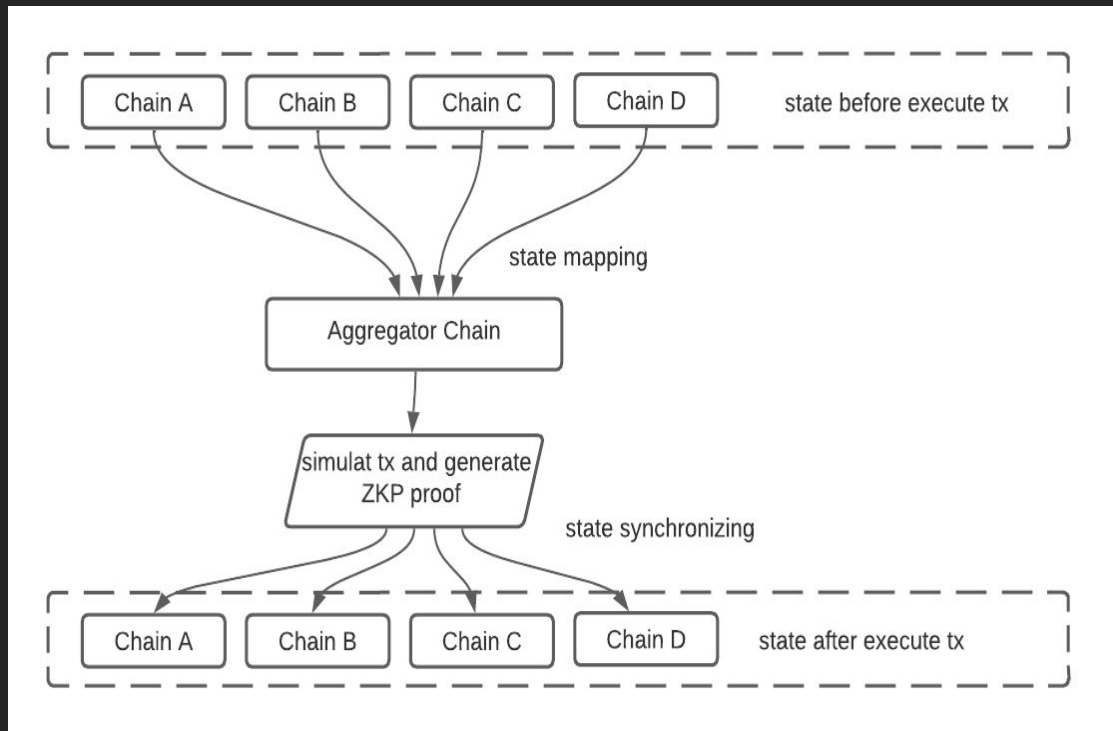 Chain A
Chain B
Chain C
Chain D
state before execute tx
state mapping
Aggregator Chain
simulat tx and generate
ZKP proof
state synchronizing
Chain A
Chain B
Chain C
Chain D
state after execute tx